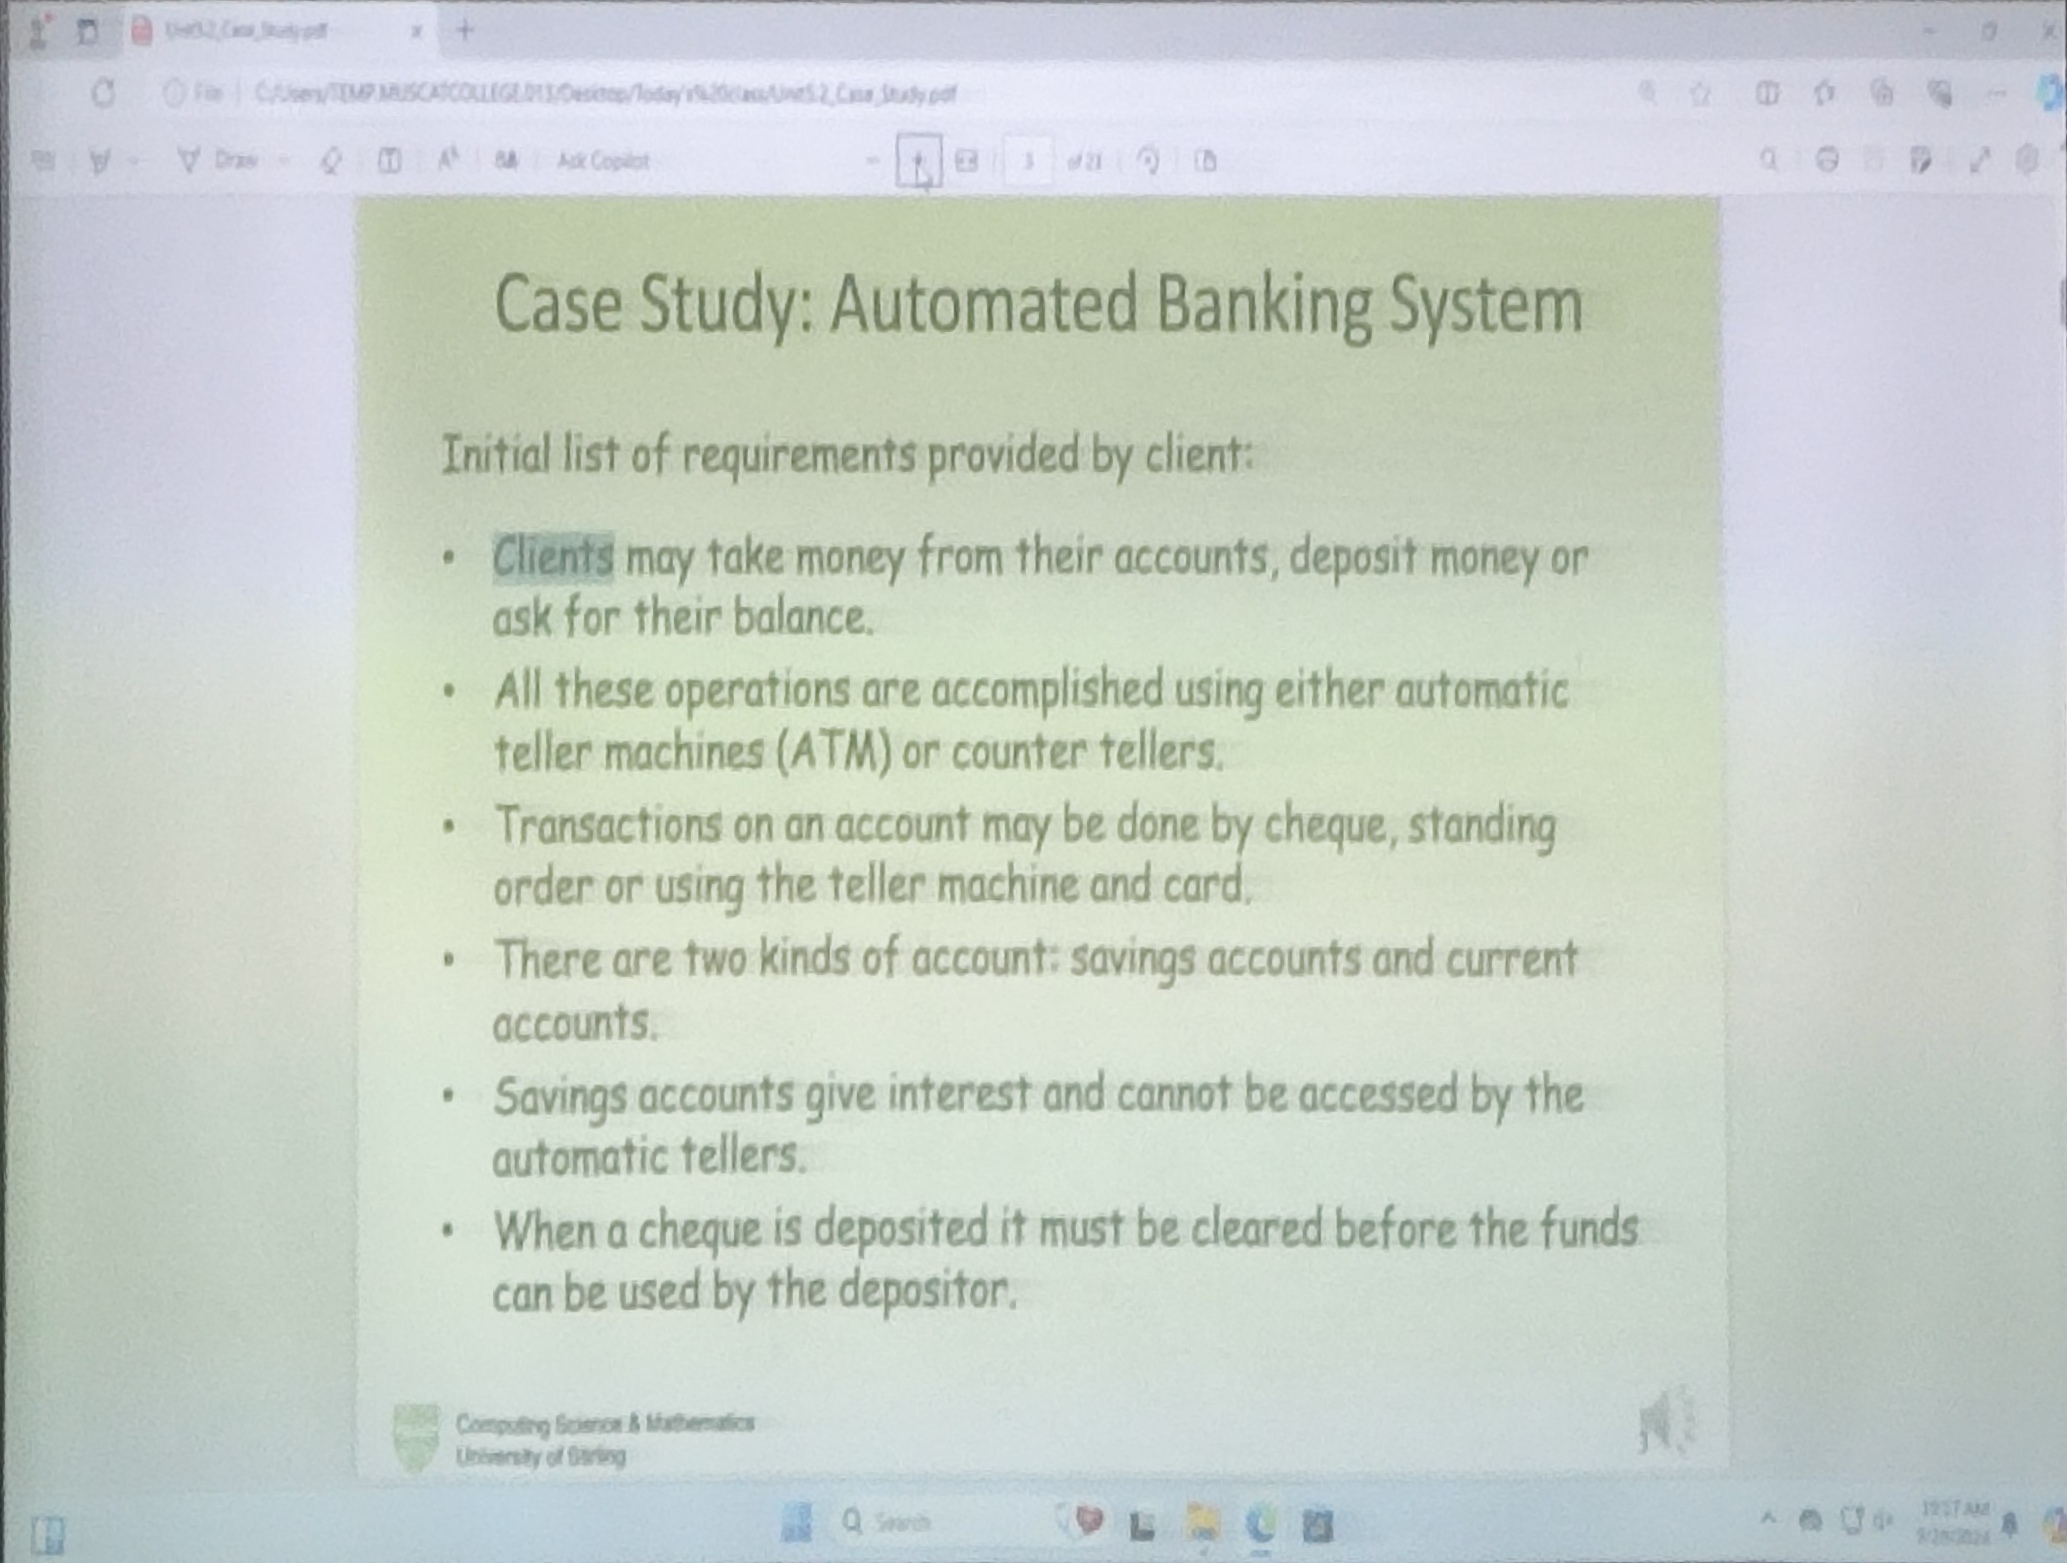 Unit5.2_Case_Study.pdf
File
C:/Users/TEMP.MUSCATCOLLEGE.013/Desktop/Today's%20class/Unit5.2_Case_Study.pdf
Draw
Ask Copilot
3 of 21
Case Study: Automated Banking System
Initial list of requirements provided by client:
• Clients may take money from their accounts, deposit money or
ask for their balance.
• All these operations are accomplished using either automatic
teller machines (ATM) or counter tellers.
• Transactions on an account may be done by cheque, standing
order or using the teller machine and card.
• There are two kinds of account: savings accounts and current
accounts.
• Savings accounts give interest and cannot be accessed by the
automatic tellers.
• When a cheque is deposited it must be cleared before the funds
can be used by the depositor.
Computing Science & Mathematics
University of Stirling
Search